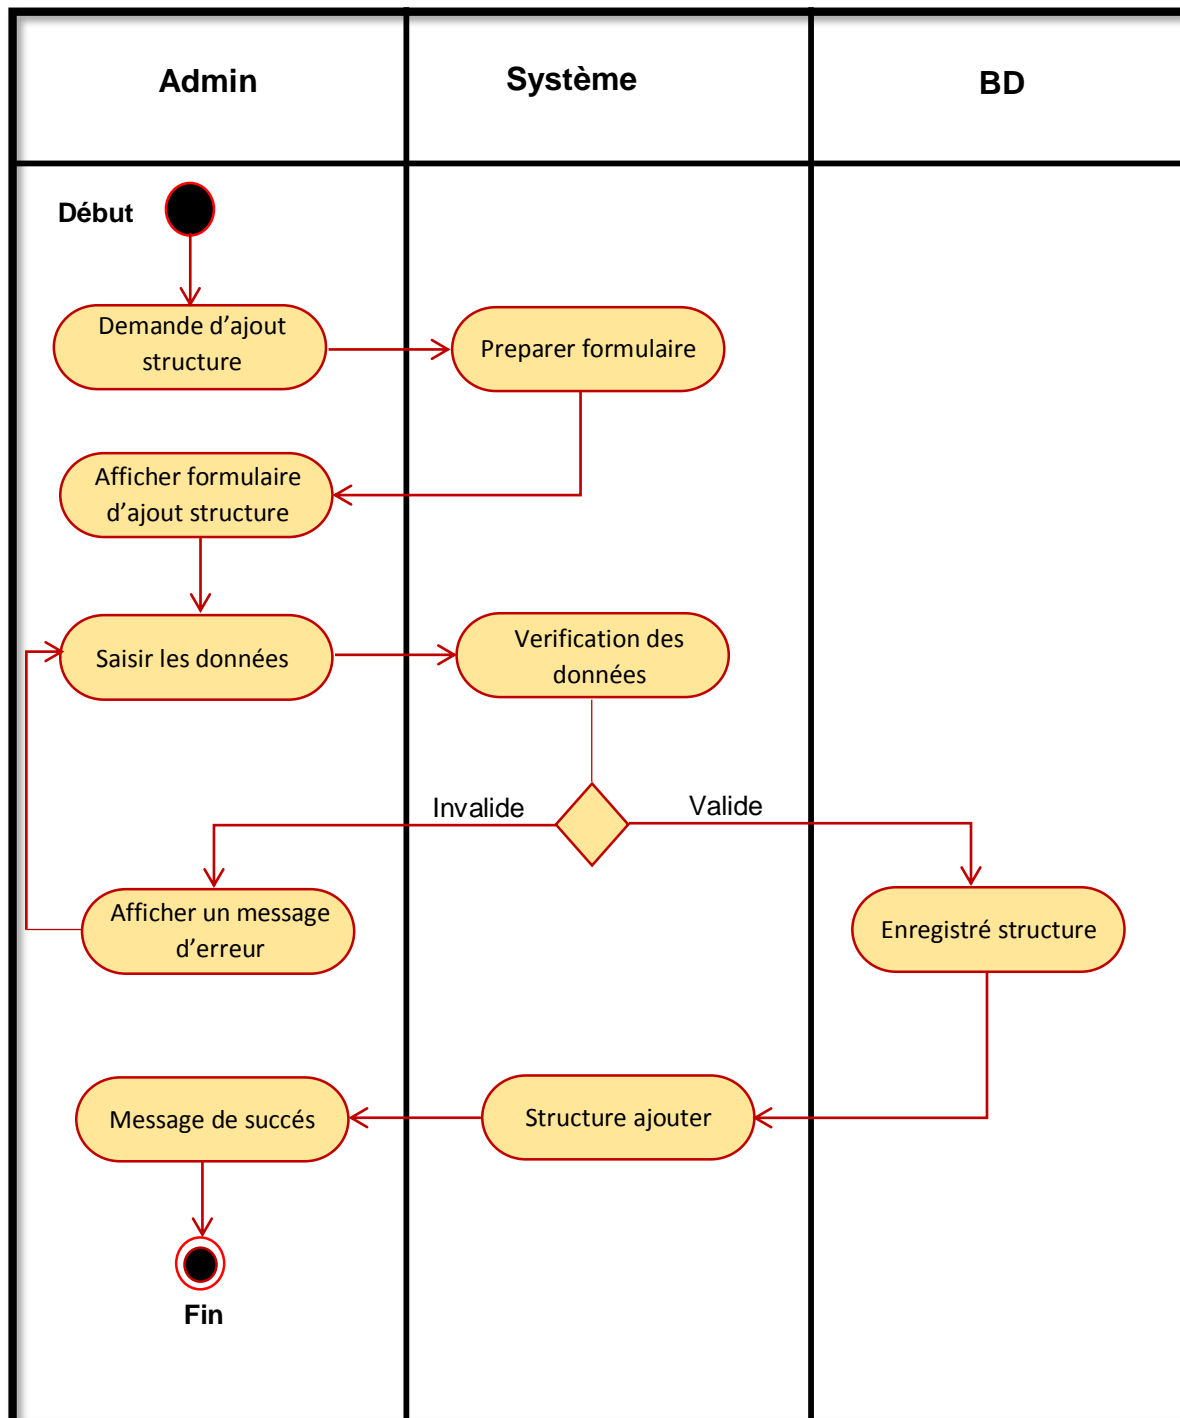 Admin
Système
BD
Début
Demande d’ajout
structure
Preparer formulaire
Afficher formulaire
d’ajout structure
Saisir les données
Verification des
données
Invalide
Valide
Afficher un message
d’erreur
Enregistré structure
Message de succés
Structure ajouter
Fin